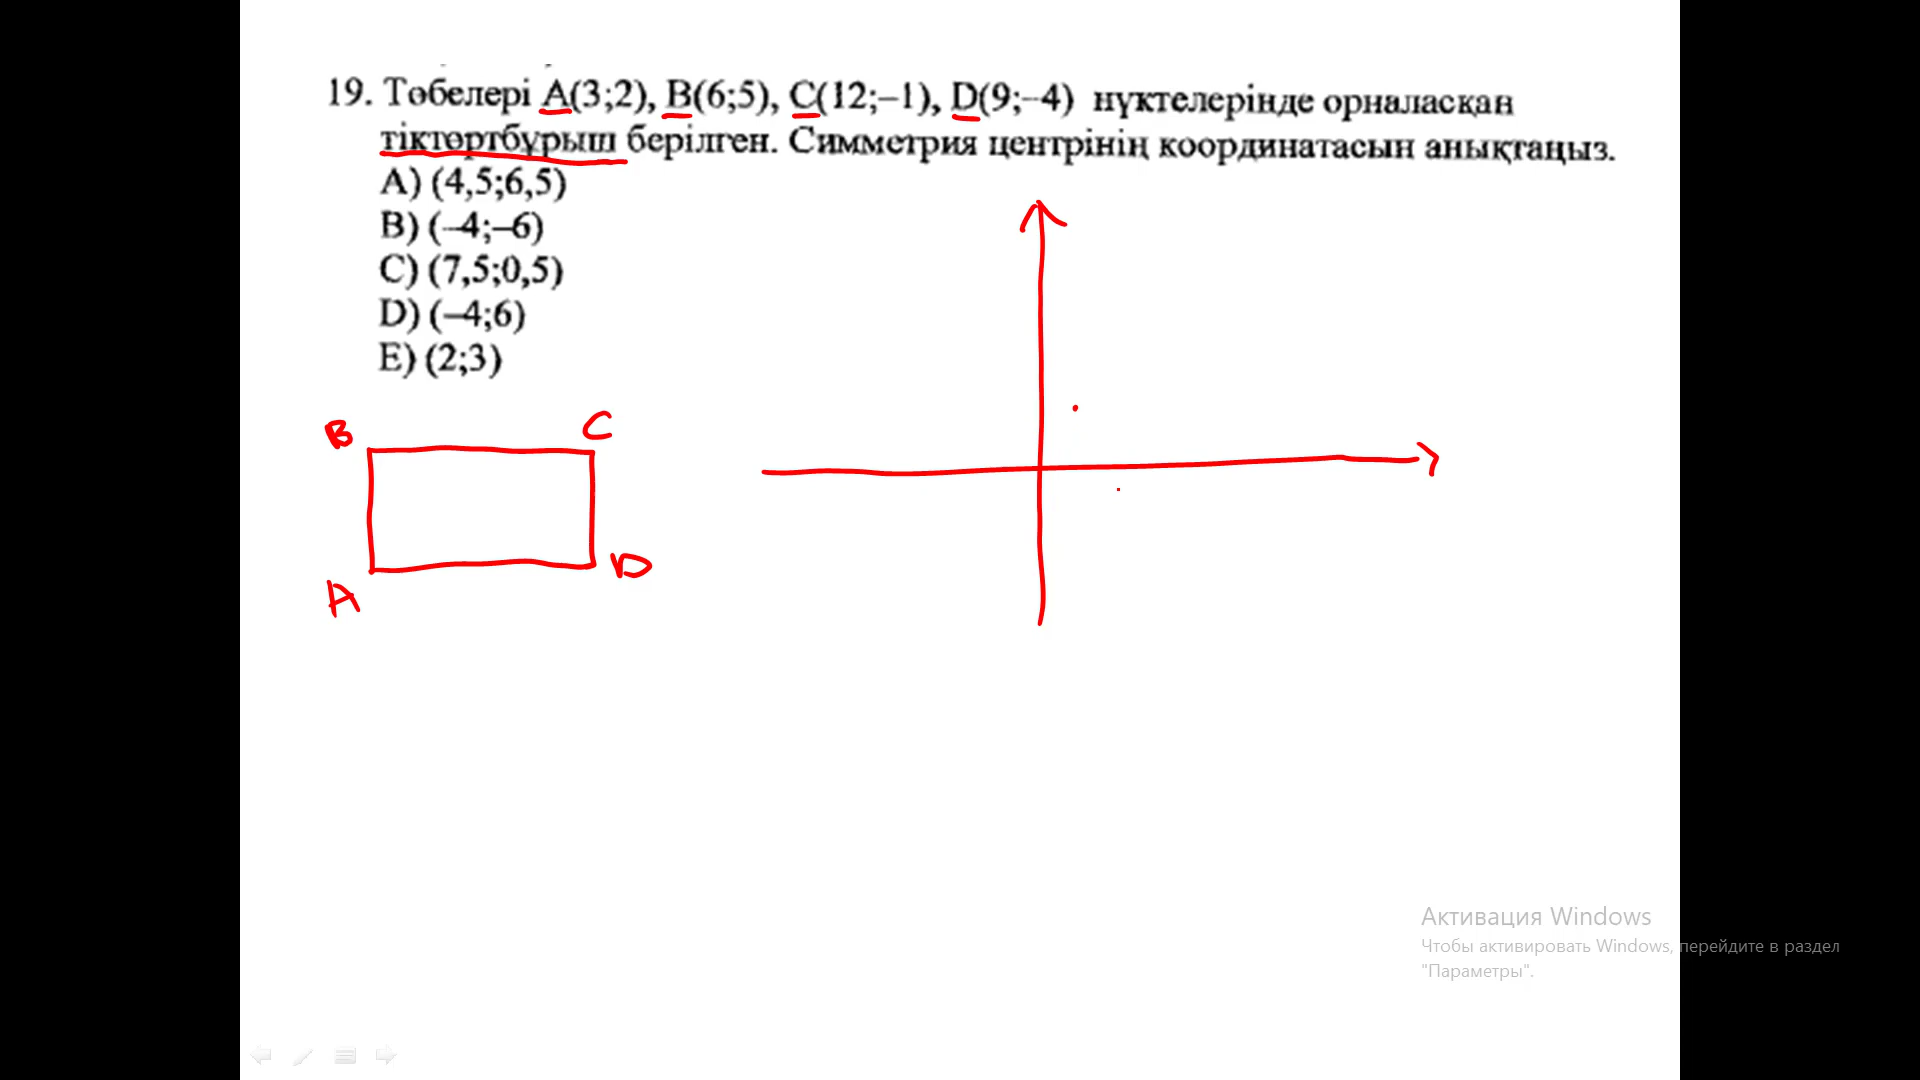 19. Төбелері A(3;2), B(6;5), C(12;–1), D(9;–4) нүктелерінде орналасқан
тіктөртбұрыш берілген. Симметрия центрінің координатасын анықтаңыз.
A) (4,5;6,5)
B) (–4;–6)
C) (7,5;0,5)
D) (–4;6)
E) (2;3)
B C
A D
Активация Windows
Чтобы активировать Windows, перейдите в раздел
"Параметры".